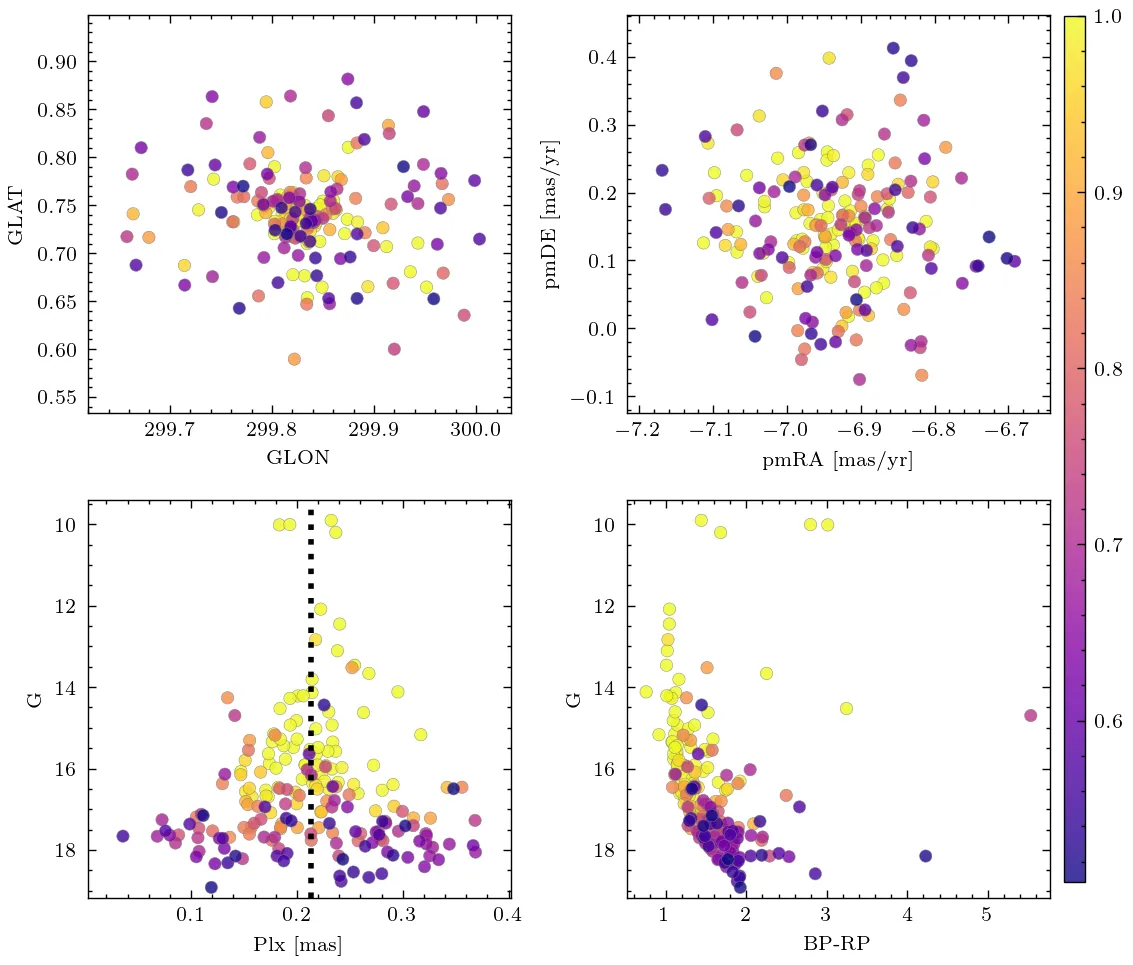 0.90
0.85
0.80
0.75
0.70
0.65
0.60
0.55
GLAT
299.7 299.8 299.9 300.0
GLON
0.4
0.3
0.2
0.1
0.0
−0.1
pmDE [mas/yr]
−7.2 −7.1 −7.0 −6.9 −6.8 −6.7
pmRA [mas/yr]
1.0
0.9
0.8
0.7
0.6
10
12
14
16
18
G
0.1 0.2 0.3 0.4
Plx [mas]
10
12
14
16
18
G
1 2 3 4 5
BP-RP